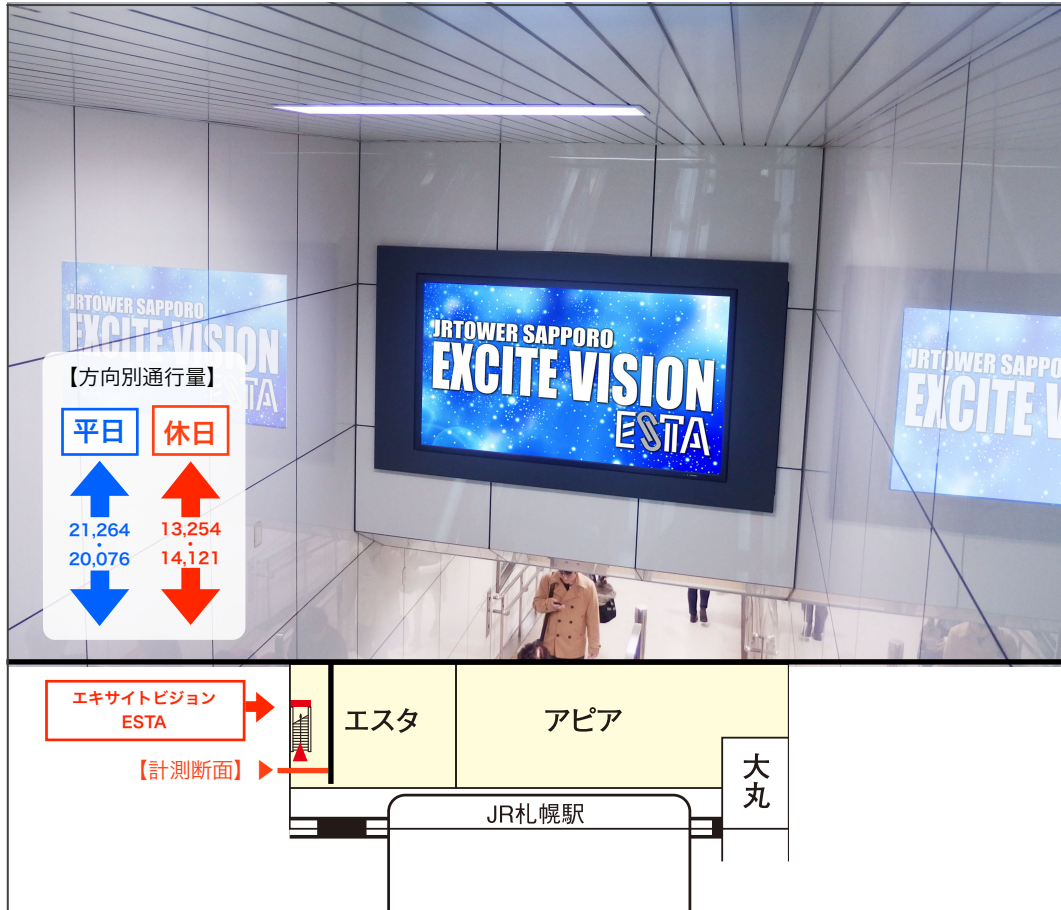 JRTOWER SAPPORO
EXCITE VISION
ESTA
JRTOWER SAPPORO
EXCITE VISION
ESTA
JRTOWER SAPPO
EXCITE V
【方向別通行量】
平日 休日
21,264 13,254
・ ・
20,076 14,121
エキサイトビジョン
ESTA
【計測断面】
エスタ
アピア
大丸
JR札幌駅